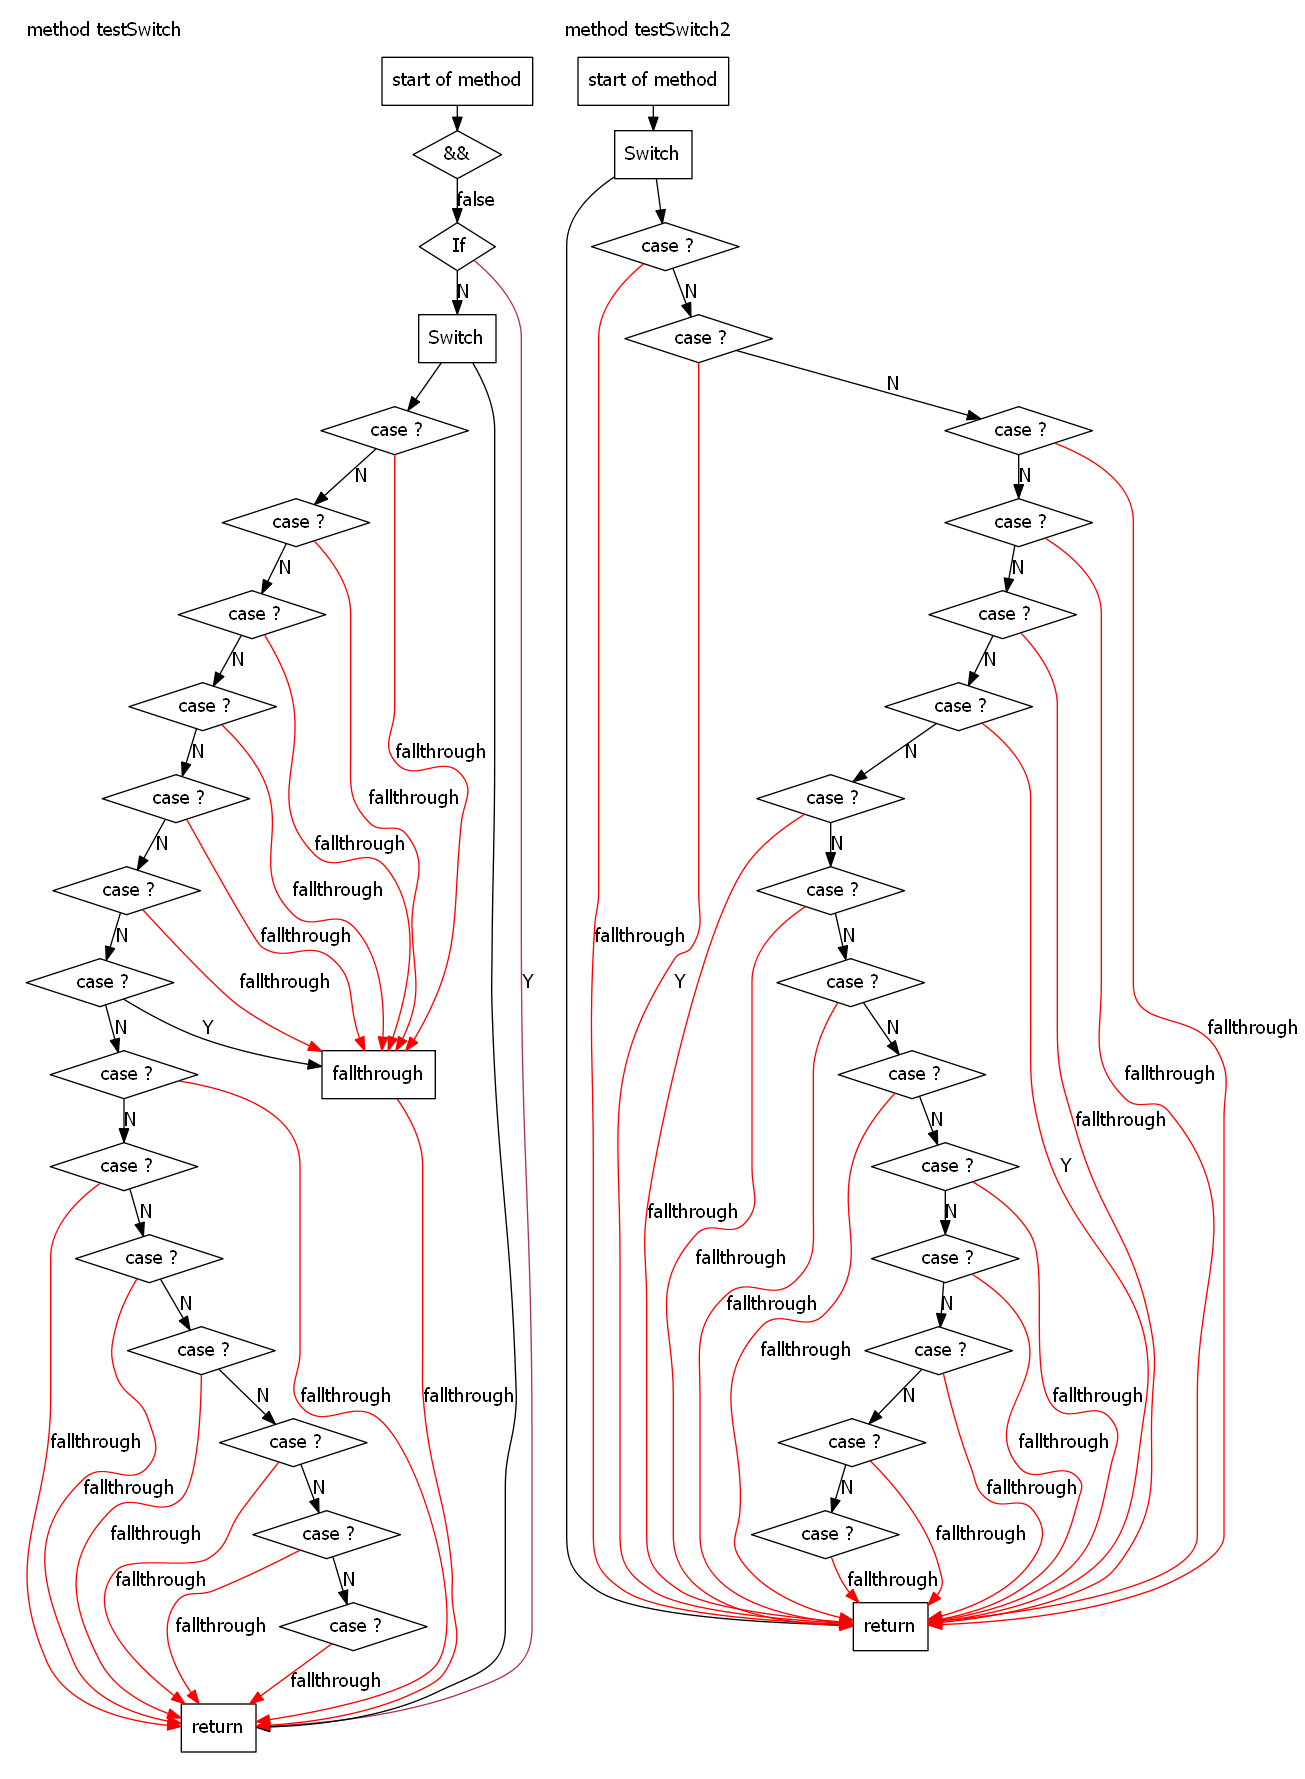 method testSwitch
start of method
&&
false
If
N
Switch
case ?
N
case ?
N
case ?
N
case ?
N
fallthrough
case ?
fallthrough
N
fallthrough
case ?
fallthrough
N
fallthrough
case ?
fallthrough
Y
N
Y
case ?
fallthrough
N
case ?
N
case ?
N
case ?
N
fallthrough
fallthrough
fallthrough
case ?
fallthrough
N
fallthrough
case ?
fallthrough
N
fallthrough
case ?
fallthrough
return
method testSwitch2
start of method
Switch
case ?
N
case ?
N
case ?
N
case ?
N
case ?
N
case ?
N
case ?
N
case ?
fallthrough
N
Y
case ?
N
fallthrough
case ?
fallthrough
N
fallthrough
case ?
Y
fallthrough
N
fallthrough
case ?
fallthrough
N
fallthrough
case ?
N
fallthrough
case ?
fallthrough
N
fallthrough
case ?
fallthrough
fallthrough
return